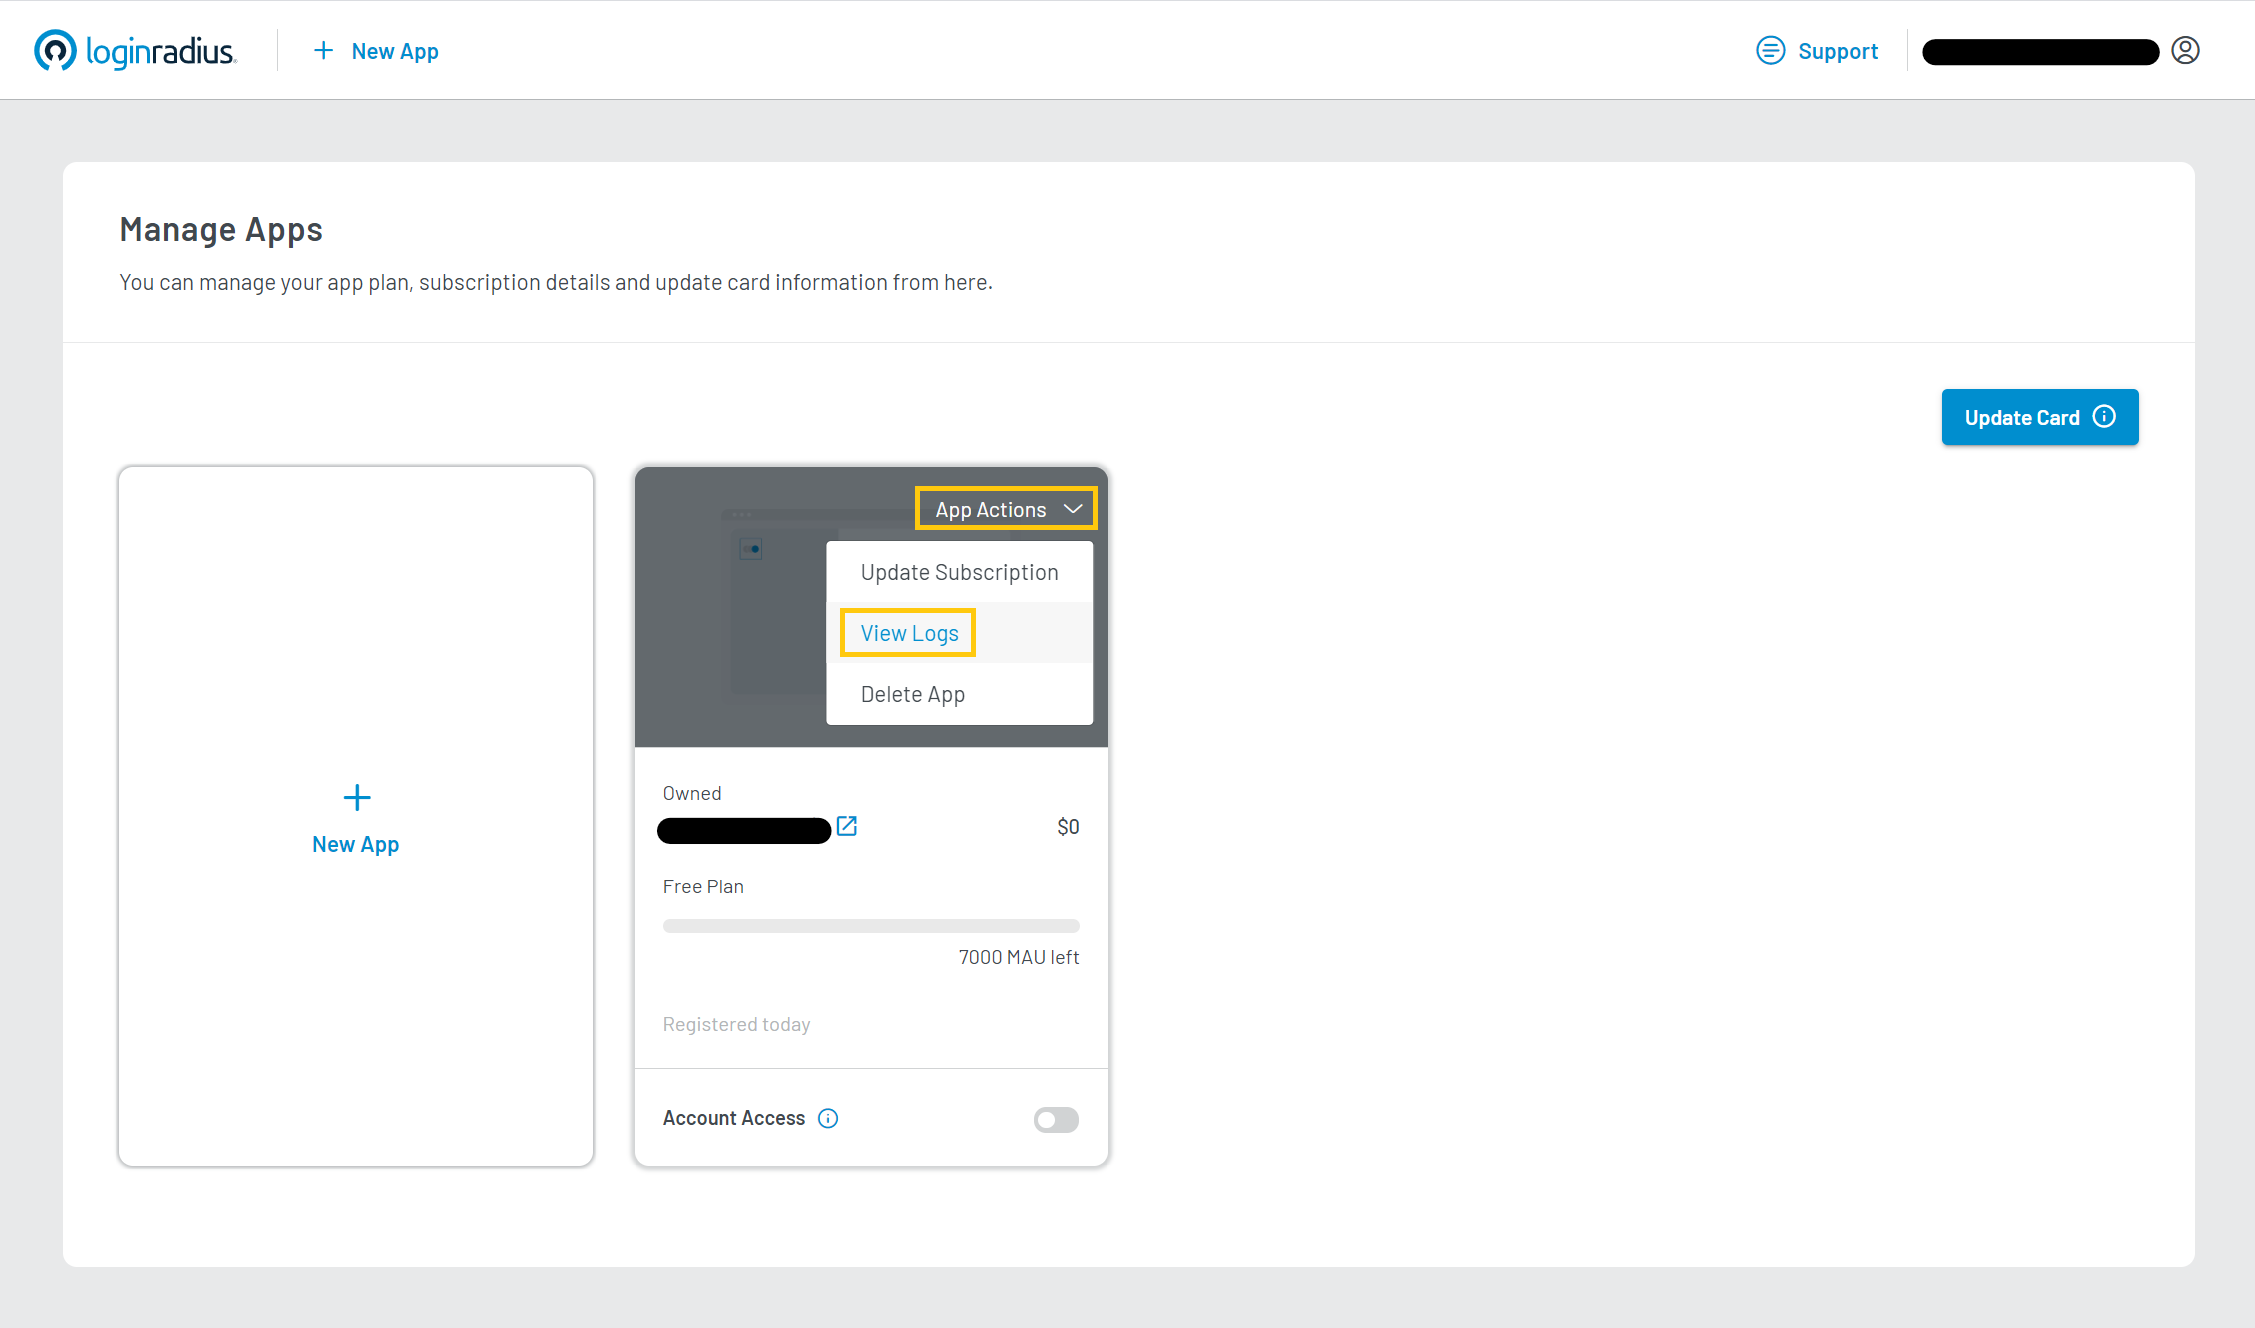 loginradius
+ New App
Support
Manage Apps
You can manage your app plan, subscription details and update card information from here.
Update Card
App Actions
Update Subscription
View Logs
Delete App
+
New App
Owned
$0
Free Plan
7000 MAU left
Registered today
Account Access